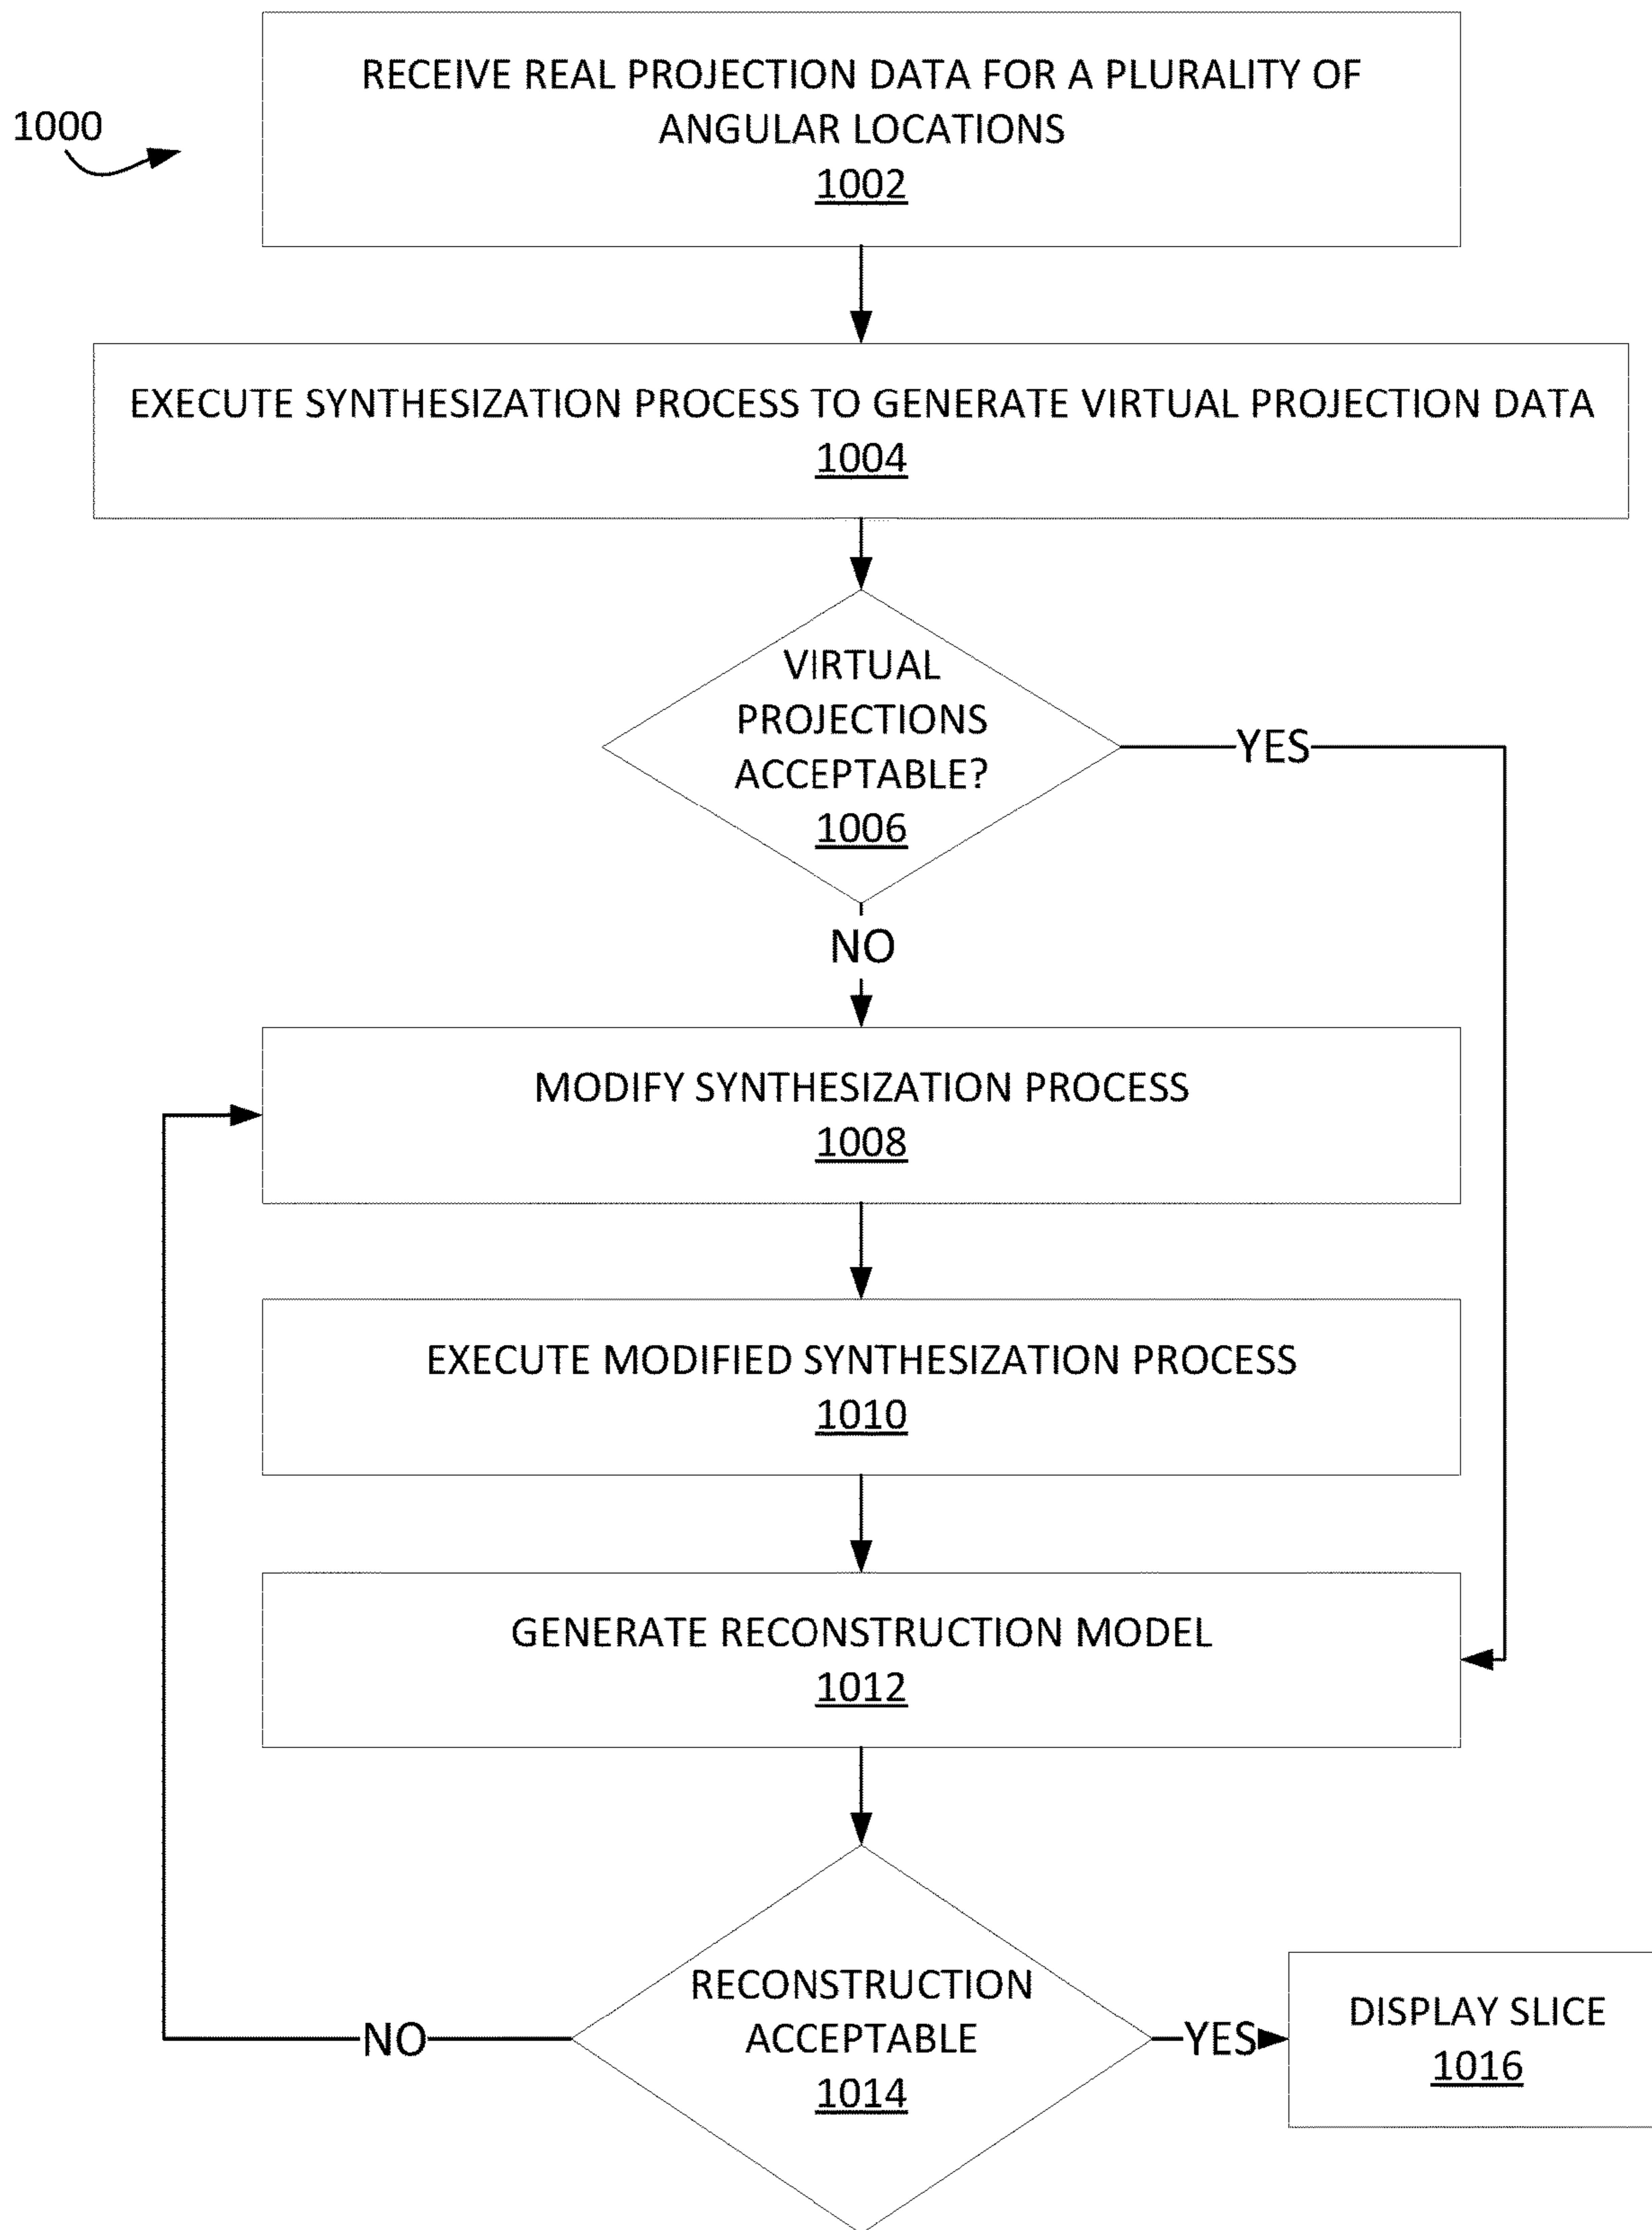 RECEIVE REAL PROJECTION DATA FOR A PLURALITY OF
ANGULAR LOCATIONS
1002
1000
EXECUTE SYNTHESIZATION PROCESS TO GENERATE VIRTUAL PROJECTION DATA
1004
VIRTUAL
PROJECTIONS
ACCEPTABLE?
1006
YES
NO
MODIFY SYNTHESIZATION PROCESS
1008
EXECUTE MODIFIED SYNTHESIZATION PROCESS
1010
GENERATE RECONSTRUCTION MODEL
1012
RECONSTRUCTION
ACCEPTABLE
1014
NO
YES
DISPLAY SLICE
1016